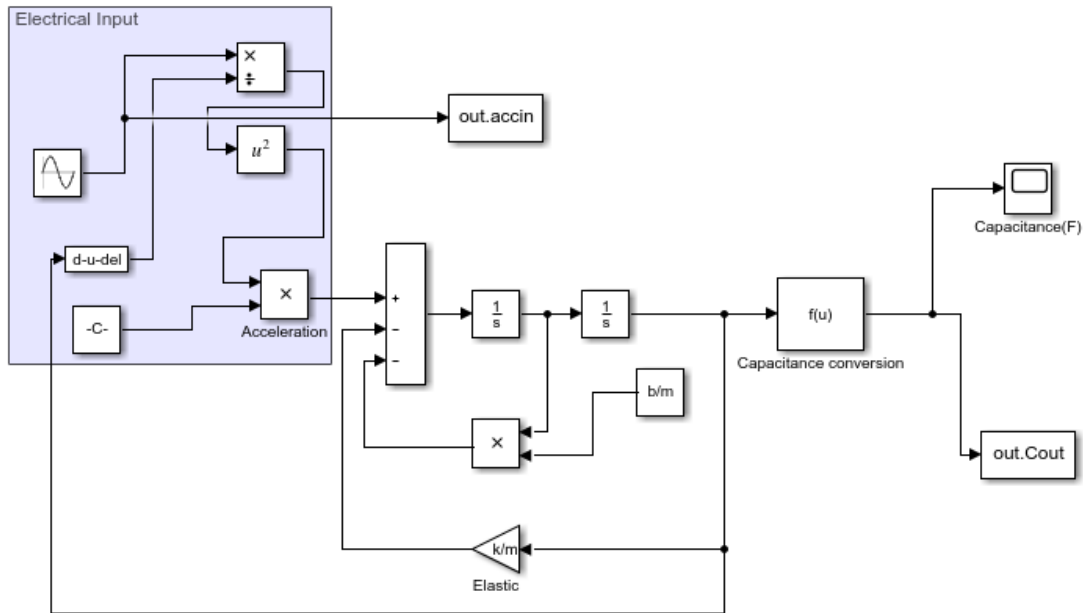 Electrical Input
×
÷
u²
out.accin
d-u-del
-C-
×
Acceleration
+
−
−
1
s
1
s
f(u)
Capacitance conversion
Capacitance(F)
b/m
×
out.Cout
k/m
Elastic